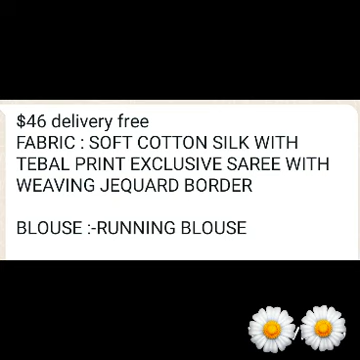 $46 delivery free
FABRIC : SOFT COTTON SILK WITH
TEBAL PRINT EXCLUSIVE SAREE WITH
WEAVING JEQUARD BORDER
BLOUSE :-RUNNING BLOUSE